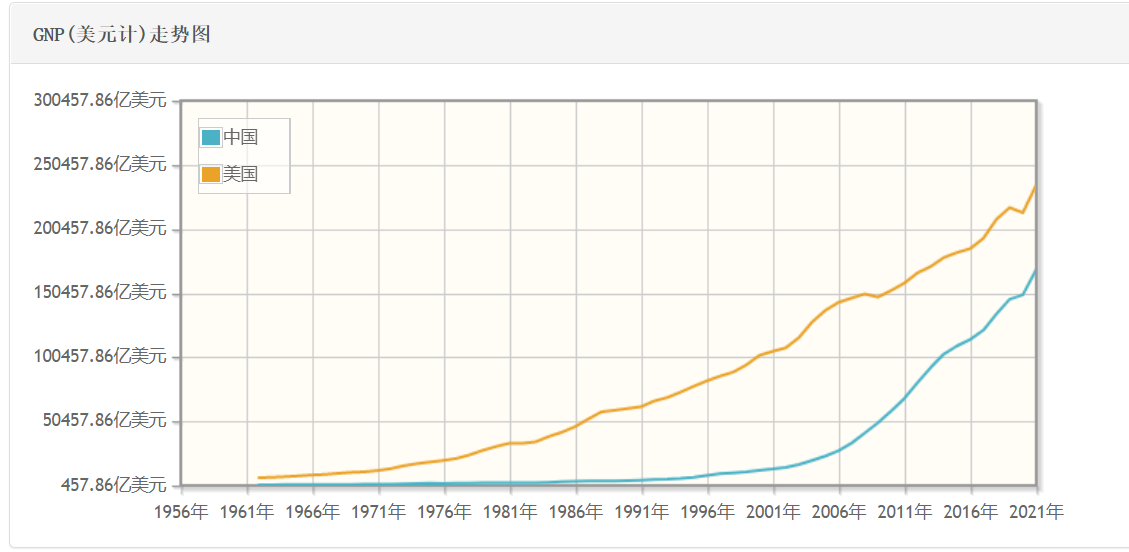 GNP(美元计)走势图
300457.86亿美元
250457.86亿美元
200457.86亿美元
150457.86亿美元
100457.86亿美元
50457.86亿美元
457.86亿美元
中国
美国
1956年 1961年 1966年 1971年 1976年 1981年 1986年 1991年 1996年 2001年 2006年 2011年 2016年 2021年